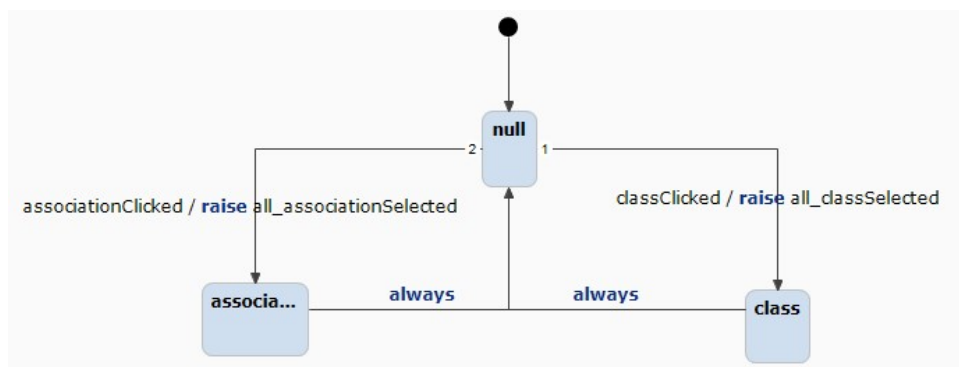 null
2
1
associationClicked / raise all_associationSelected
classClicked / raise all_classSelected
associa...
always
always
class